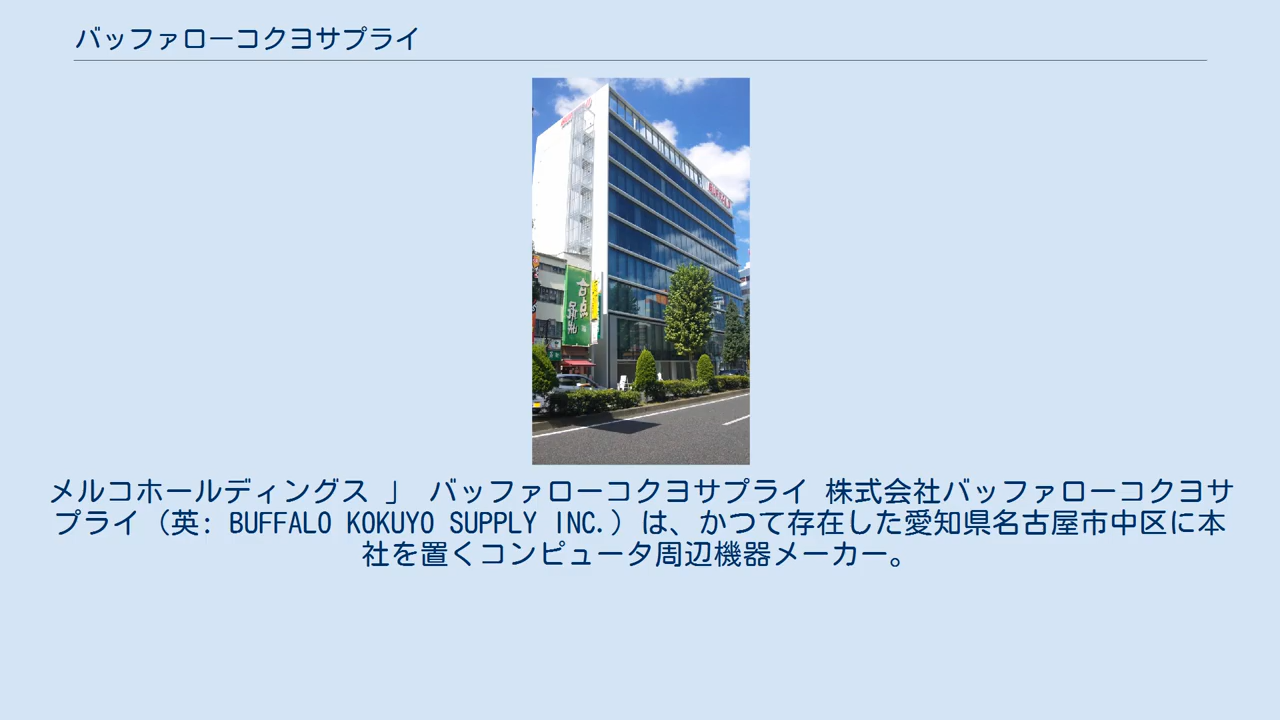 バッファローコクヨサプライ
メルコホールディングス 」 バッファローコクヨサプライ 株式会社バッファローコクヨサ
プライ（英: BUFFALO KOKUYO SUPPLY INC.）は、かつて存在した愛知県名古屋市中区に本
社を置くコンピュータ周辺機器メーカー。